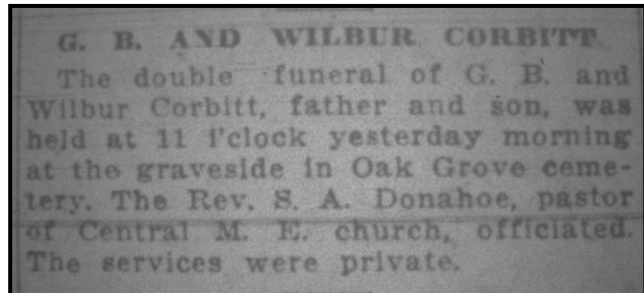 G. B. AND WILBUR CORBITT
The double funeral of G. B. and
Wilbur Corbitt, father and son, was
held at 11 i'clock yesterday morning
at the graveside in Oak Grove ceme-
tery. The Rev. S. A. Donahoe, pastor
of Central M. E. church, officiated.
The services were private.